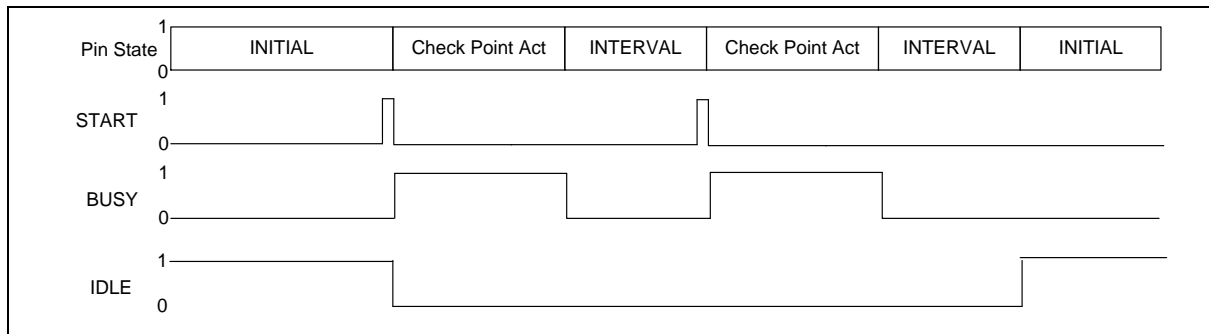 1
Pin State INITIAL Check Point Act INTERVAL Check Point Act INTERVAL INITIAL
0
1
START
0
1
BUSY
0
1
IDLE
0